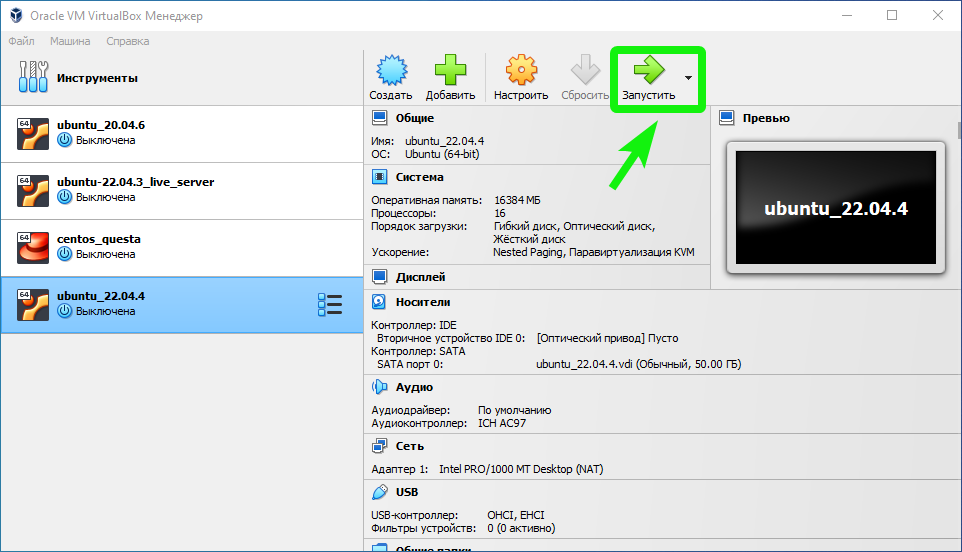 Oracle VM VirtualBox Менеджер
Файл Машина Справка
Инструменты
Создать Добавить Настроить Сбросить Запустить
64 ubuntu_20.04.6
Выключена
64 ubuntu-22.04.3_live_server
Выключена
64 centos_questa
Выключена
64 ubuntu_22.04.4
Выключена
Общие
Имя: ubuntu_22.04.4
ОС: Ubuntu (64-bit)
Система
Оперативная память: 16384 МБ
Процессоры: 16
Порядок загрузки: Гибкий диск, Оптический диск,
Жёсткий диск
Ускорение: Nested Paging, Паравиртуализация KVM
Превью
ubuntu_22.04.4
Дисплей
Носители
Контроллер: IDE
Вторичное устройство IDE 0: [Оптический привод] Пусто
Контроллер: SATA
SATA порт 0: ubuntu_22.04.4.vdi (Обычный, 50.00 ГБ)
Аудио
Аудиодрайвер: По умолчанию
Аудиоконтроллер: ICH AC97
Сеть
Адаптер 1: Intel PRO/1000 MT Desktop (NAT)
USB
USB-контроллер: OHCI, EHCI
Фильтры устройств: 0 (0 активно)
Общие папки